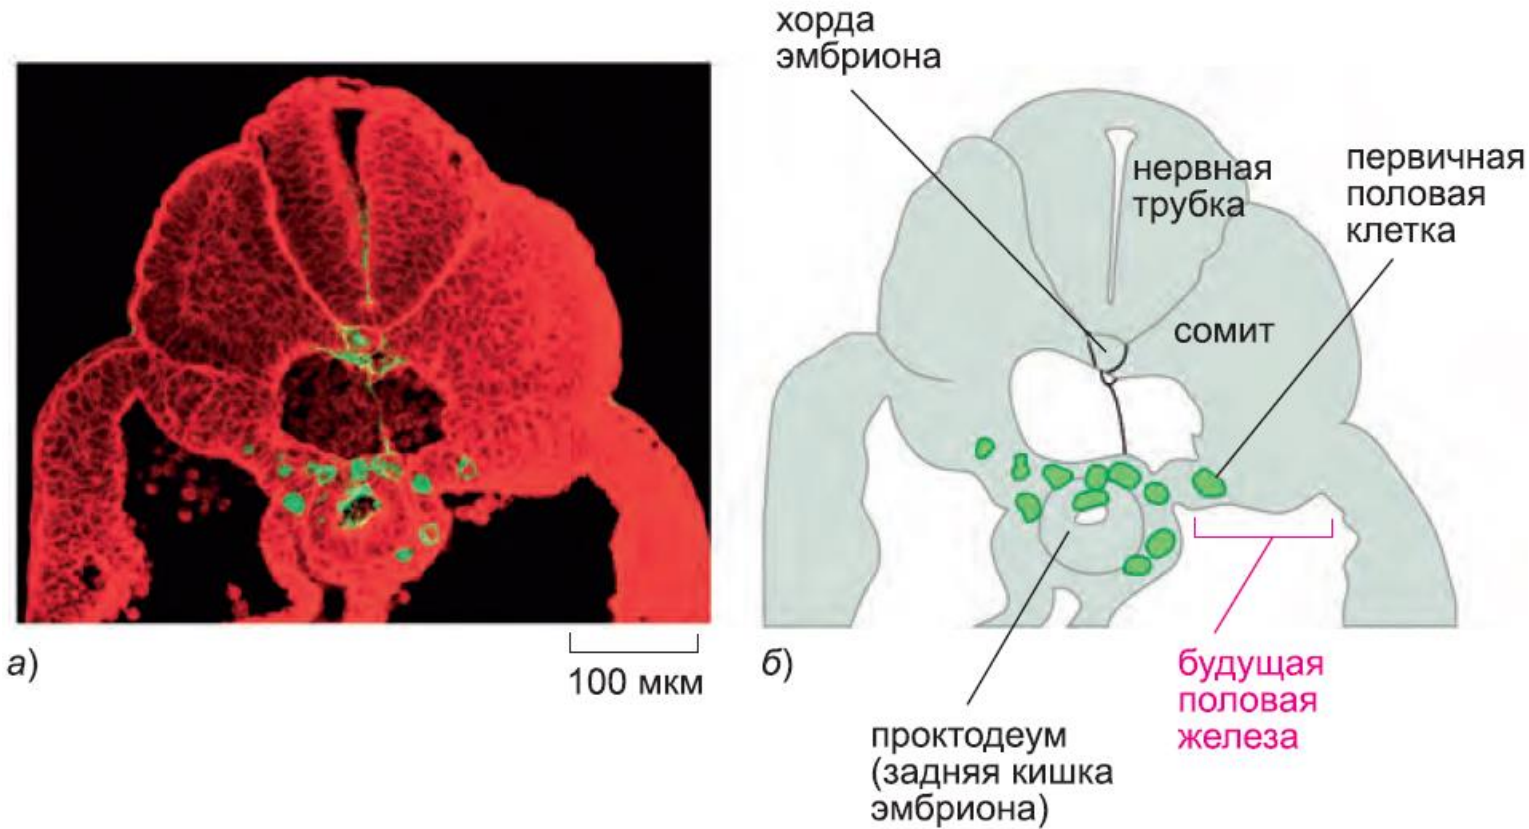 хорда
эмбриона
нервная
трубка
первичная
половая
клетка
сомит
а)
100 мкм
б)
будущая
половая
железа
проктодеум
(задняя кишка
эмбриона)